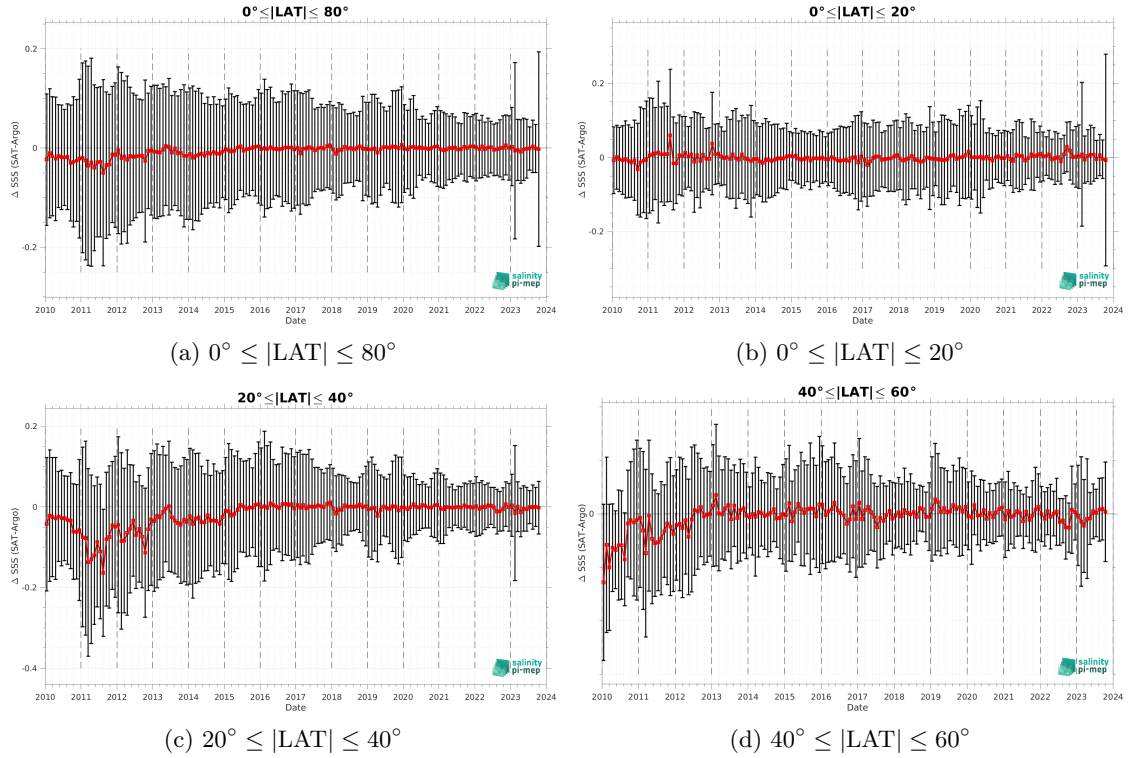 0°≤|LAT|≤ 80°
Δ SSS (SAT-Argo)
0.2
0
-0.2
2010 2011 2012 2013 2014 2015 2016 2017 2018 2019 2020 2021 2022 2023 2024
Date
salinity
pi-mep
(a) 0° ≤ |LAT| ≤ 80°
0°≤|LAT|≤ 20°
Δ SSS (SAT-Argo)
0.2
0
-0.2
2010 2011 2012 2013 2014 2015 2016 2017 2018 2019 2020 2021 2022 2023 2024
Date
salinity
pi-mep
(b) 0° ≤ |LAT| ≤ 20°
20°≤|LAT|≤ 40°
Δ SSS (SAT-Argo)
0.2
0
-0.2
-0.4
2010 2011 2012 2013 2014 2015 2016 2017 2018 2019 2020 2021 2022 2023 2024
Date
salinity
pi-mep
(c) 20° ≤ |LAT| ≤ 40°
40°≤|LAT|≤ 60°
Δ SSS (SAT-Argo)
0
2010 2011 2012 2013 2014 2015 2016 2017 2018 2019 2020 2021 2022 2023 2024
Date
salinity
pi-mep
(d) 40° ≤ |LAT| ≤ 60°